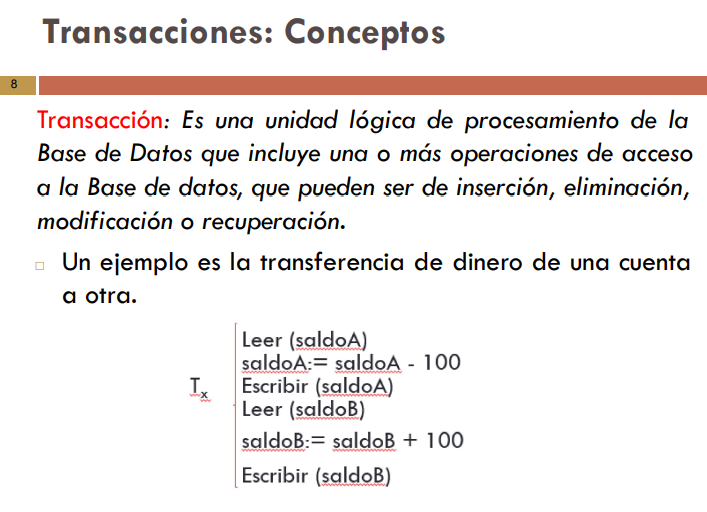 Transacciones: Conceptos
8
Transacción: Es una unidad lógica de procesamiento de la
Base de Datos que incluye una o más operaciones de acceso
a la Base de datos, que pueden ser de inserción, eliminación,
modificación o recuperación.
Un ejemplo es la transferencia de dinero de una cuenta
a otra.
Leer (saldoA)
saldoA:= saldoA - 100
Tx
Escribir (saldoA)
Leer (saldoB)
saldoB:= saldoB + 100
Escribir (saldoB)